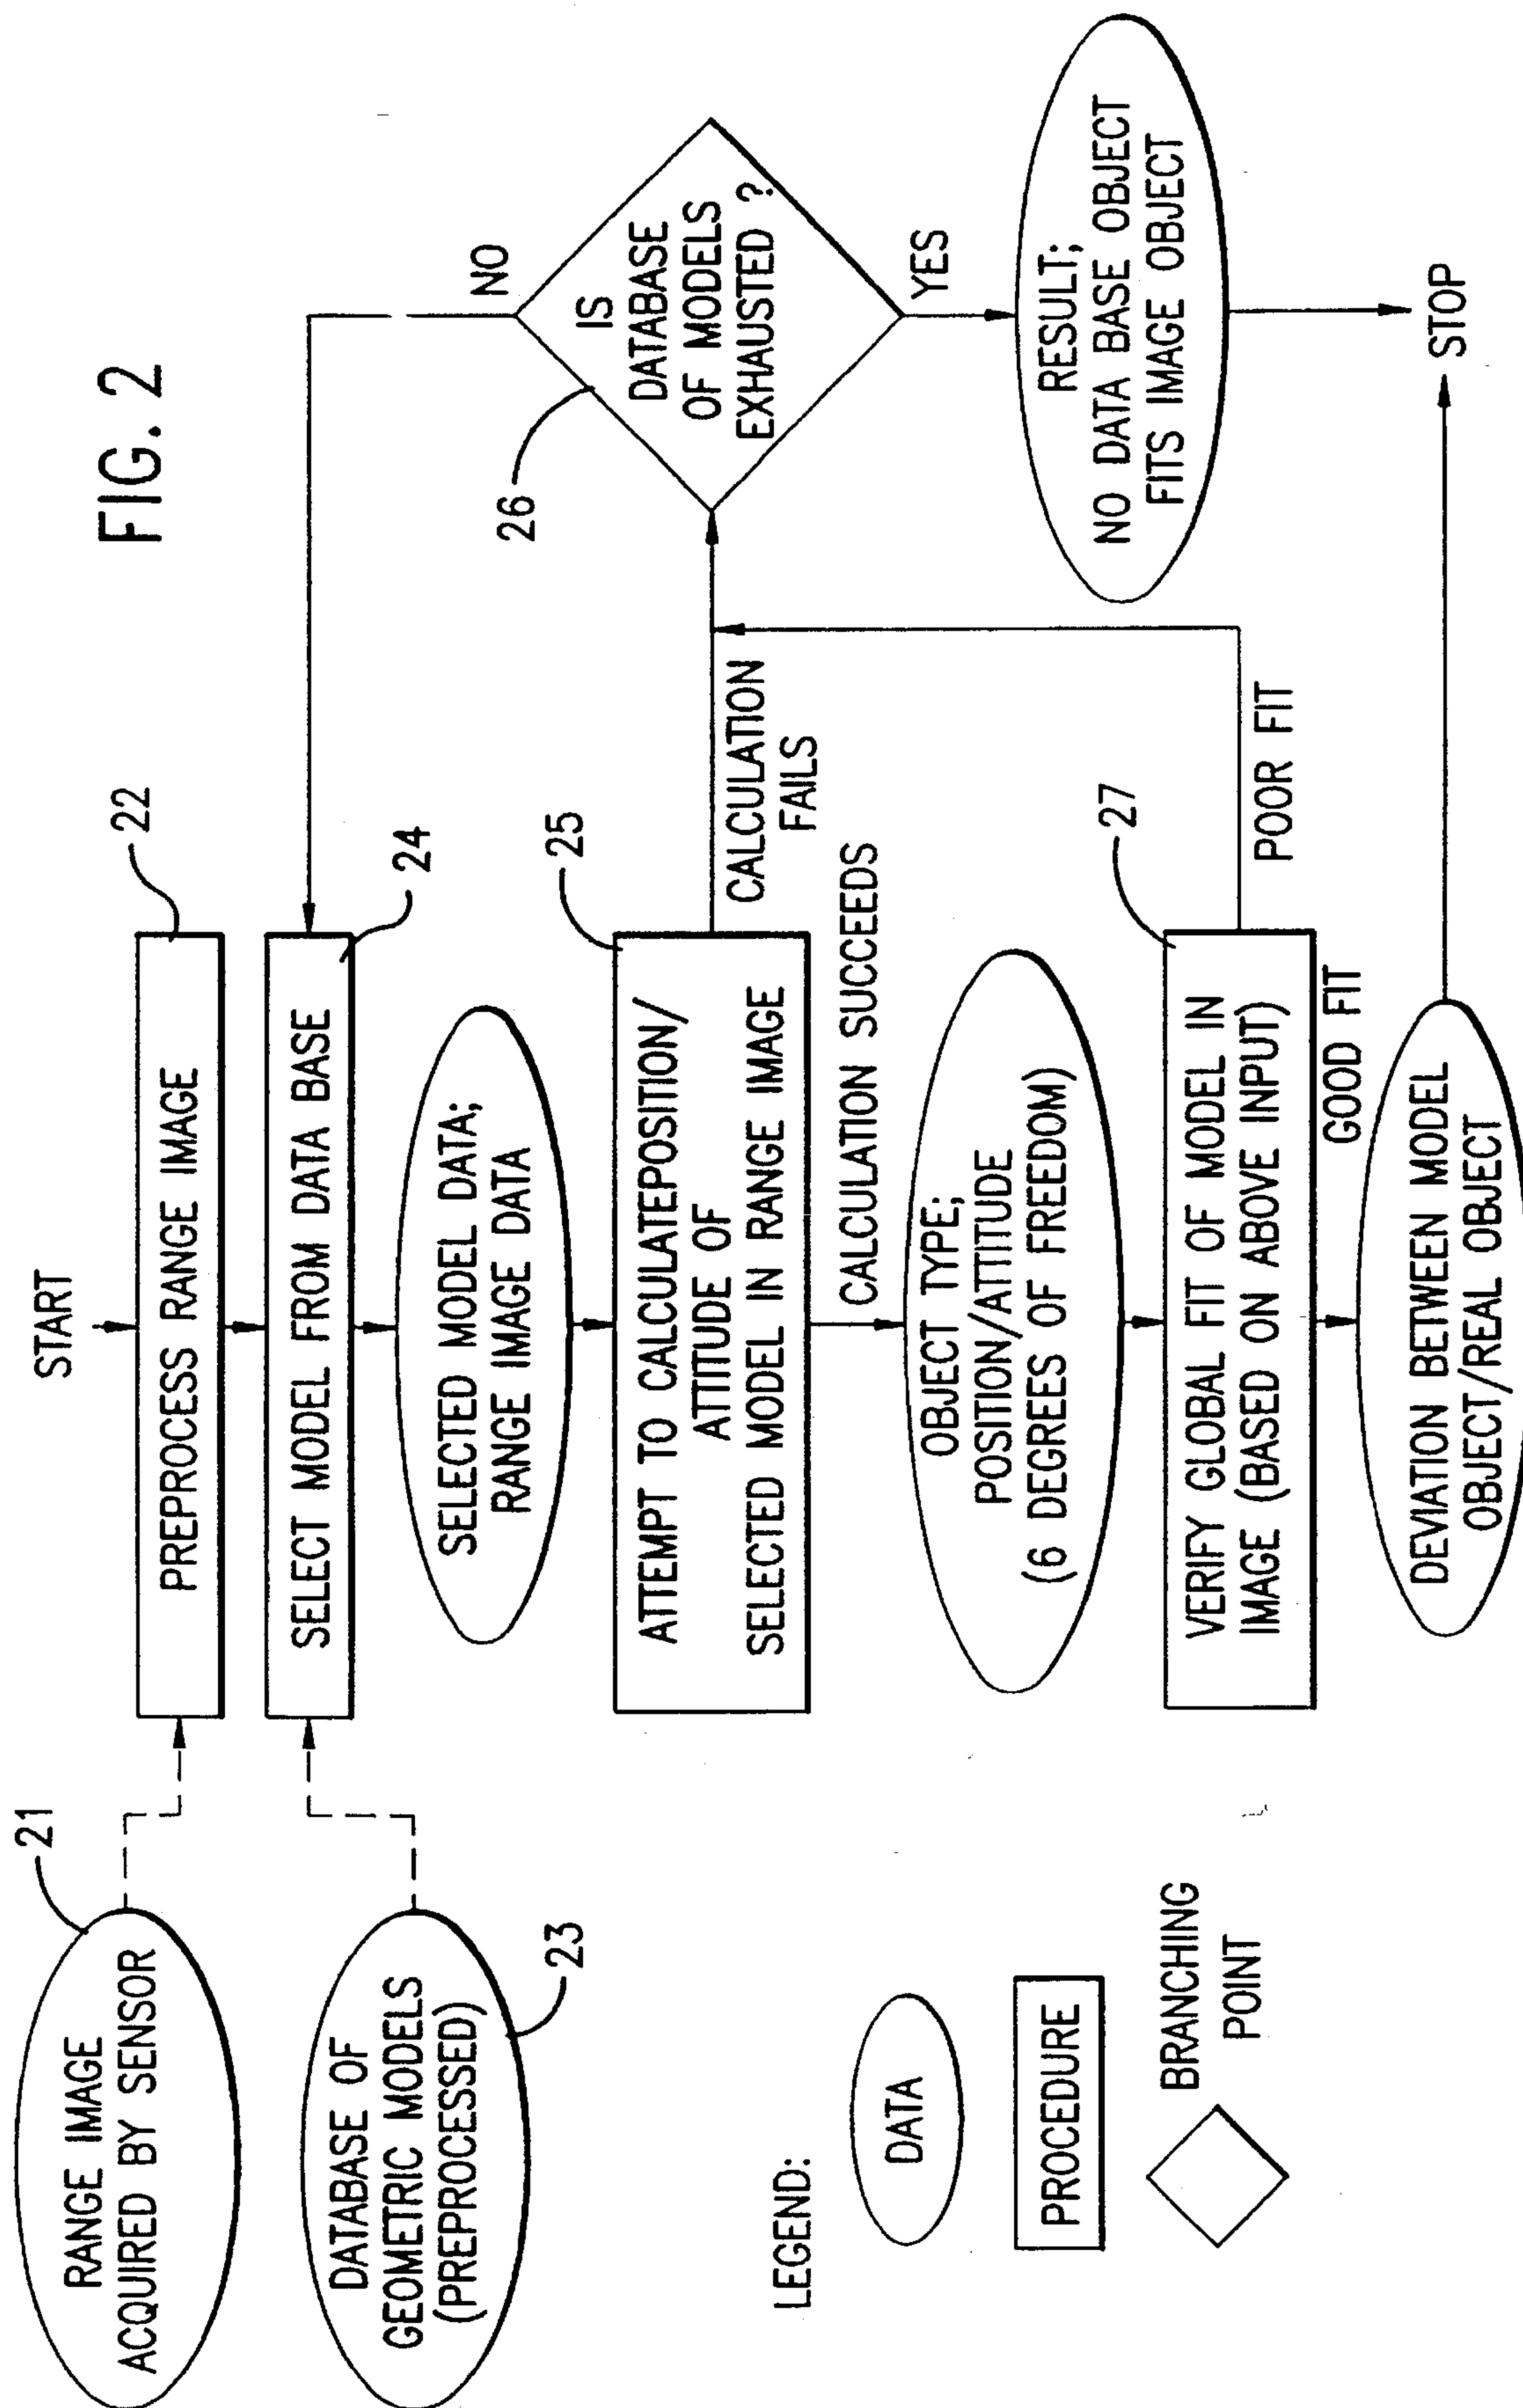 FIG. 2
START
21
RANGE IMAGE
ACQUIRED BY SENSOR
22
PREPROCESS RANGE IMAGE
23
DATABASE OF
GEOMETRIC MODELS
(PREPROCESSED)
24
SELECT MODEL FROM DATA BASE
SELECTED MODEL DATA;
RANGE IMAGE DATA
25
ATTEMPT TO CALCULATEPOSITION/
ATTITUDE OF
SELECTED MODEL IN RANGE IMAGE
CALCULATION
FAILS
CALCULATION SUCCEEDS
26
IS
DATABASE
OF MODELS
EXHAUSTED ?
NO
YES
RESULT;
NO DATA BASE OBJECT
FITS IMAGE OBJECT
OBJECT TYPE;
POSITION/ATTITUDE
(6 DEGREES OF FREEDOM)
27
VERIFY GLOBAL FIT OF MODEL IN
IMAGE (BASED ON ABOVE INPUT)
POOR FIT
GOOD FIT
DEVIATION BETWEEN MODEL
OBJECT/REAL OBJECT
STOP
LEGEND:
DATA
PROCEDURE
BRANCHING
POINT